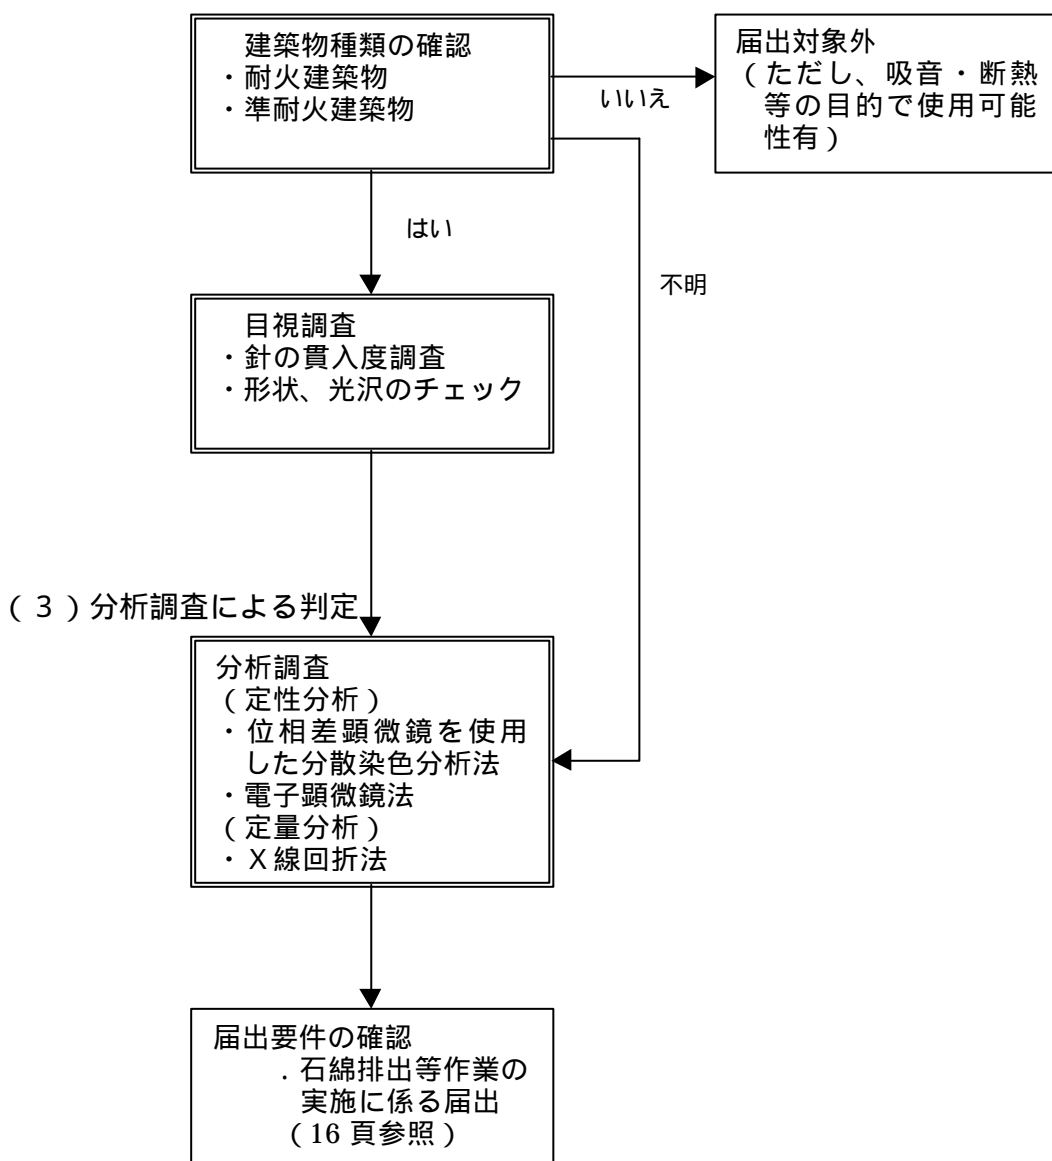 建築物種類の確認
・耐火建築物
・準耐火建築物
届出対象外
(ただし、吸音・断熱
等の目的で使用可能
性有)
いいえ
はい
不明
目視調査
・針の貫入度調査
・形状、光沢のチェック
(3)分析調査による判定
分析調査
(定性分析)
・位相差顕微鏡を使用
した分散染色分析法
・電子顕微鏡法
(定量分析)
・X線回折法
届出要件の確認
.石綿排出等作業の
実施に係る届出
(16 頁参照)